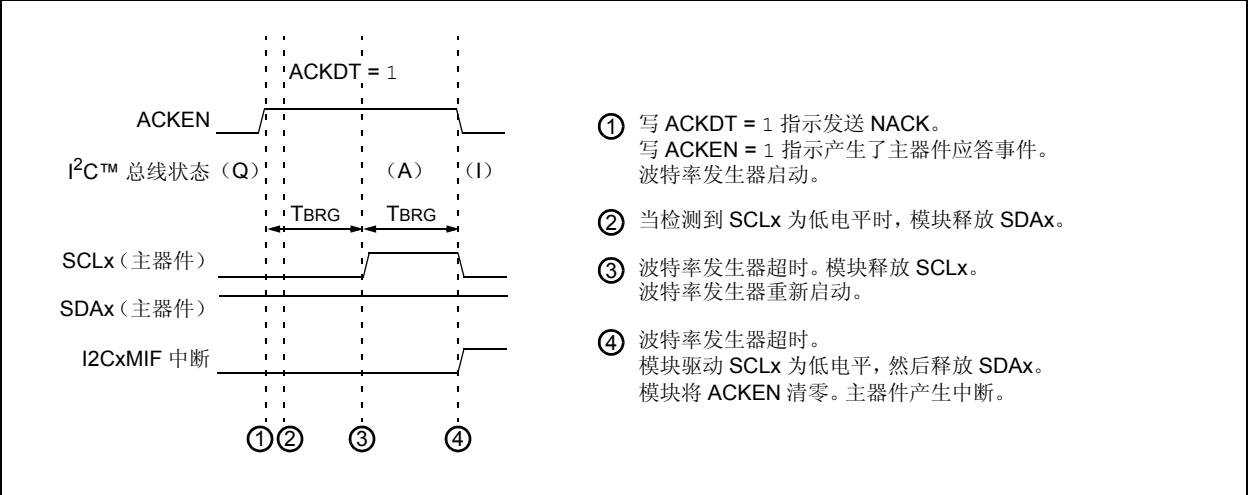 ACKDT = 1
ACKEN
I²C™ 总线状态 (Q) (A) (I)
TBRG TBRG
SCLx(主器件)
SDAx(主器件)
I2CxMIF 中断
① ② ③ ④
① 写 ACKDT = 1 指示发送 NACK。
写 ACKEN = 1 指示产生了主器件应答事件。
波特率发生器启动。
② 当检测到 SCLx 为低电平时，模块释放 SDAx。
③ 波特率发生器超时。模块释放 SCLx。
波特率发生器重新启动。
④ 波特率发生器超时。
模块驱动 SCLx 为低电平，然后释放 SDAx。
模块将 ACKEN 清零。主器件产生中断。